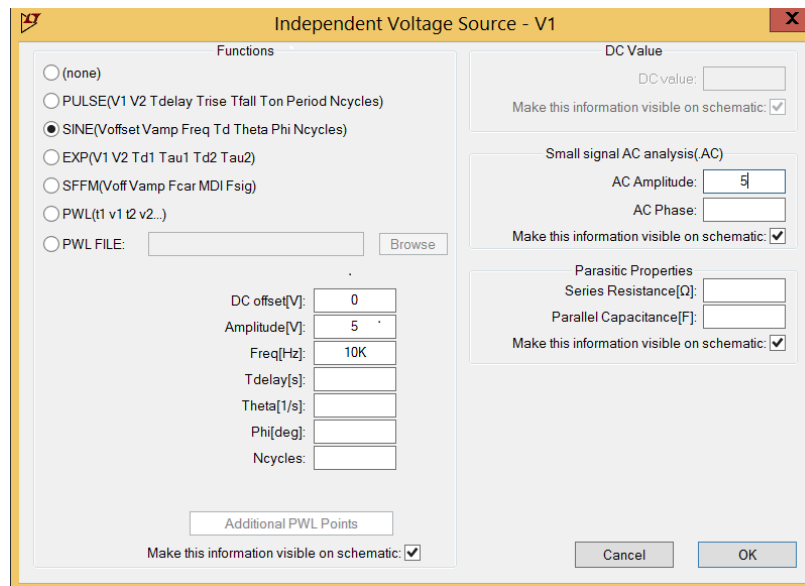 Independent Voltage Source - V1
X
Functions
(none)
PULSE(V1 V2 Tdelay Trise Tfall Ton Period Ncycles)
SINE(Voffset Vamp Freq Td Theta Phi Ncycles)
EXP(V1 V2 Td1 Tau1 Td2 Tau2)
SFFM(Voff Vamp Fcar MDI Fsig)
PWL(t1 v1 t2 v2...)
PWL FILE:
Browse
DC offset[V]: 0
Amplitude[V]: 5
Freq[Hz]: 10K
Tdelay[s]:
Theta[1/s]:
Phi[deg]:
Ncycles:
Additional PWL Points
Make this information visible on schematic:
DC Value
DC value:
Make this information visible on schematic:
Small signal AC analysis(.AC)
AC Amplitude: 5
AC Phase:
Make this information visible on schematic:
Parasitic Properties
Series Resistance[Ω]:
Parallel Capacitance[F]:
Make this information visible on schematic:
Cancel
OK